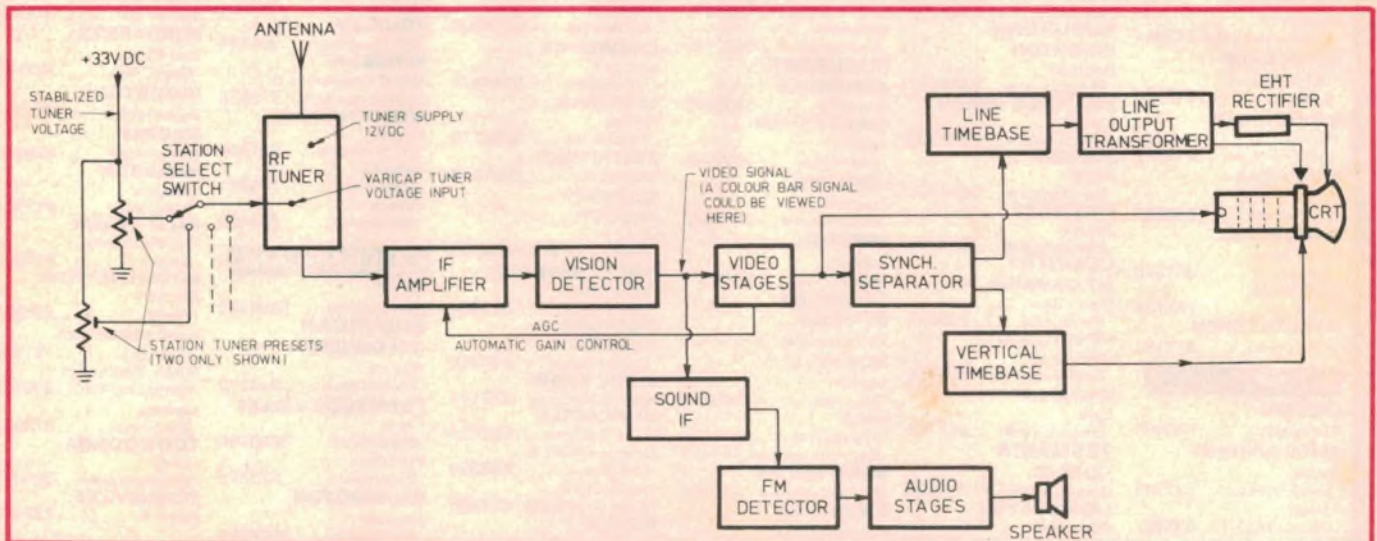 ANTENNA
+33V DC
STABILIZED
TUNER
VOLTAGE
STATION
SELECT
SWITCH
RF
TUNER
TUNER SUPPLY
12V DC
VARICAP TUNER
VOLTAGE INPUT
STATION TUNER PRESETS
(TWO ONLY SHOWN)
IF
AMPLIFIER
VISION
DETECTOR
VIDEO SIGNAL
(A COLOUR BAR SIGNAL
COULD BE VIEWED
HERE)
VIDEO
STAGES
AGC
AUTOMATIC GAIN CONTROL
SYNCH.
SEPARATOR
LINE
TIMEBASE
LINE
OUTPUT
TRANSFORMER
EHT
RECTIFIER
CRT
VERTICAL
TIMEBASE
SOUND
IF
FM
DETECTOR
AUDIO
STAGES
SPEAKER